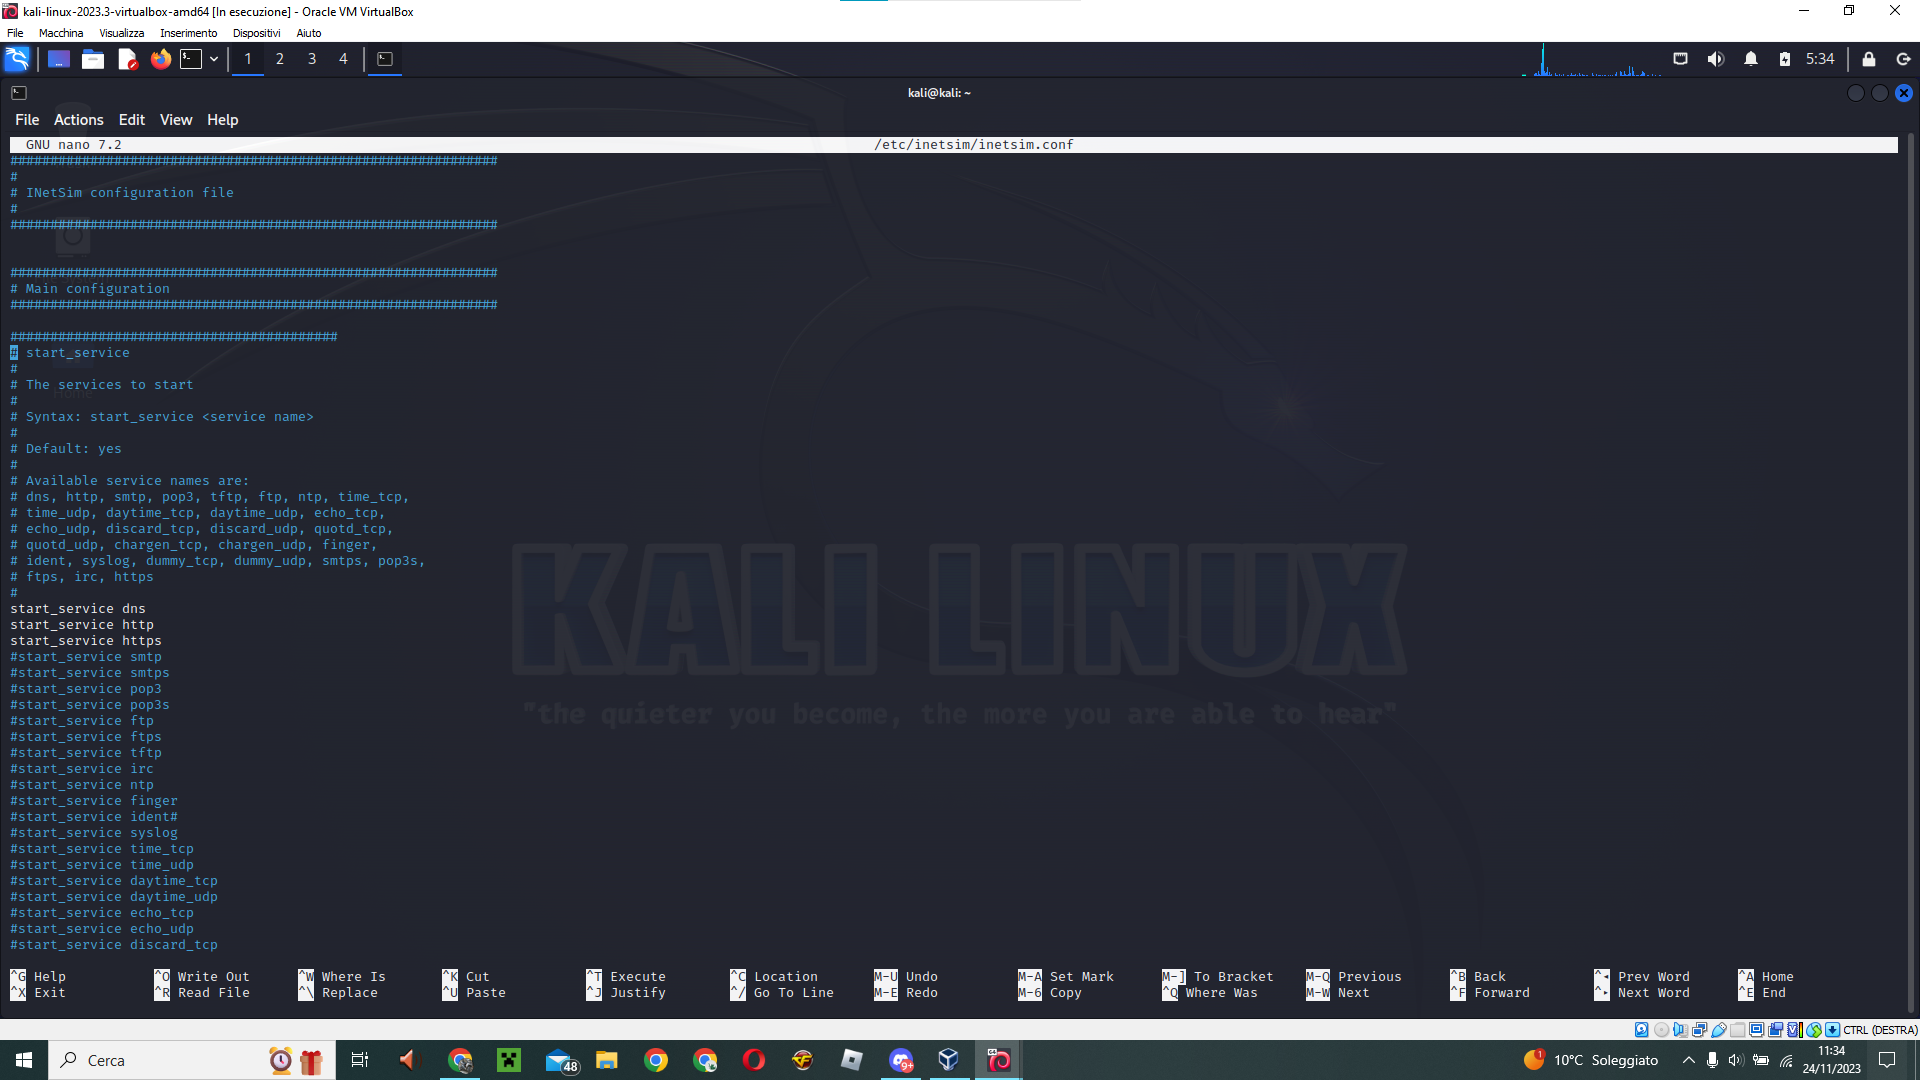 kali-linux-2023.3-virtualbox-amd64 [In esecuzione] - Oracle VM VirtualBox
File Macchina Visualizza Inserimento Dispositivi Aiuto
1 2 3 4 5:34
kali@kali: ~
File Actions Edit View Help
GNU nano 7.2 /etc/inetsim/inetsim.conf
#############################################################
#
# INetSim configuration file
#
#############################################################
#############################################################
# Main configuration
#############################################################
#########################################
# start_service
#
# The services to start
#
# Syntax: start_service <service name>
#
# Default: yes
#
# Available service names are:
# dns, http, smtp, pop3, tftp, ftp, ntp, time_tcp,
# time_udp, daytime_tcp, daytime_udp, echo_tcp,
# echo_udp, discard_tcp, discard_udp, quotd_tcp,
# quotd_udp, chargen_tcp, chargen_udp, finger,
# ident, syslog, dummy_tcp, dummy_udp, smtps, pop3s,
# ftps, irc, https
#
start_service dns
start_service http
start_service https
#start_service smtp
#start_service smtps
#start_service pop3
#start_service pop3s
#start_service ftp
#start_service ftps
#start_service tftp
#start_service irc
#start_service ntp
#start_service finger
#start_service ident#
#start_service syslog
#start_service time_tcp
#start_service time_udp
#start_service daytime_tcp
#start_service daytime_udp
#start_service echo_tcp
#start_service echo_udp
#start_service discard_tcp
Home
KALI LINUX
"the quieter you become, the more you are able to hear"
^G Help ^O Write Out ^W Where Is ^K Cut ^T Execute ^C Location M-U Undo M-A Set Mark M-] To Bracket M-Q Previous ^B Back ^◂ Prev Word ^A Home
^X Exit ^R Read File ^\ Replace ^U Paste ^J Justify ^/ Go To Line M-E Redo M-6 Copy ^Q Where Was M-W Next ^F Forward ^▸ Next Word ^E End
CTRL (DESTRA)
Cerca 48 9+ 64 1 10°C Soleggiato 11:34
24/11/2023